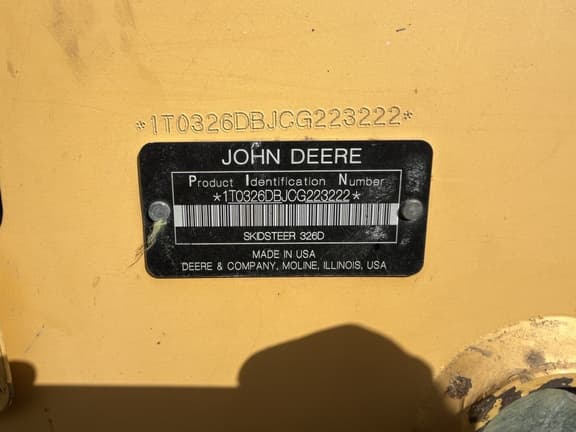 *1T0326DBJCG223222*
JOHN DEERE
Product Identification Number
*1T0326DBJCG223222*
SKIDSTEER 326D
MADE IN USA
DEERE & COMPANY, MOLINE, ILLINOIS, USA